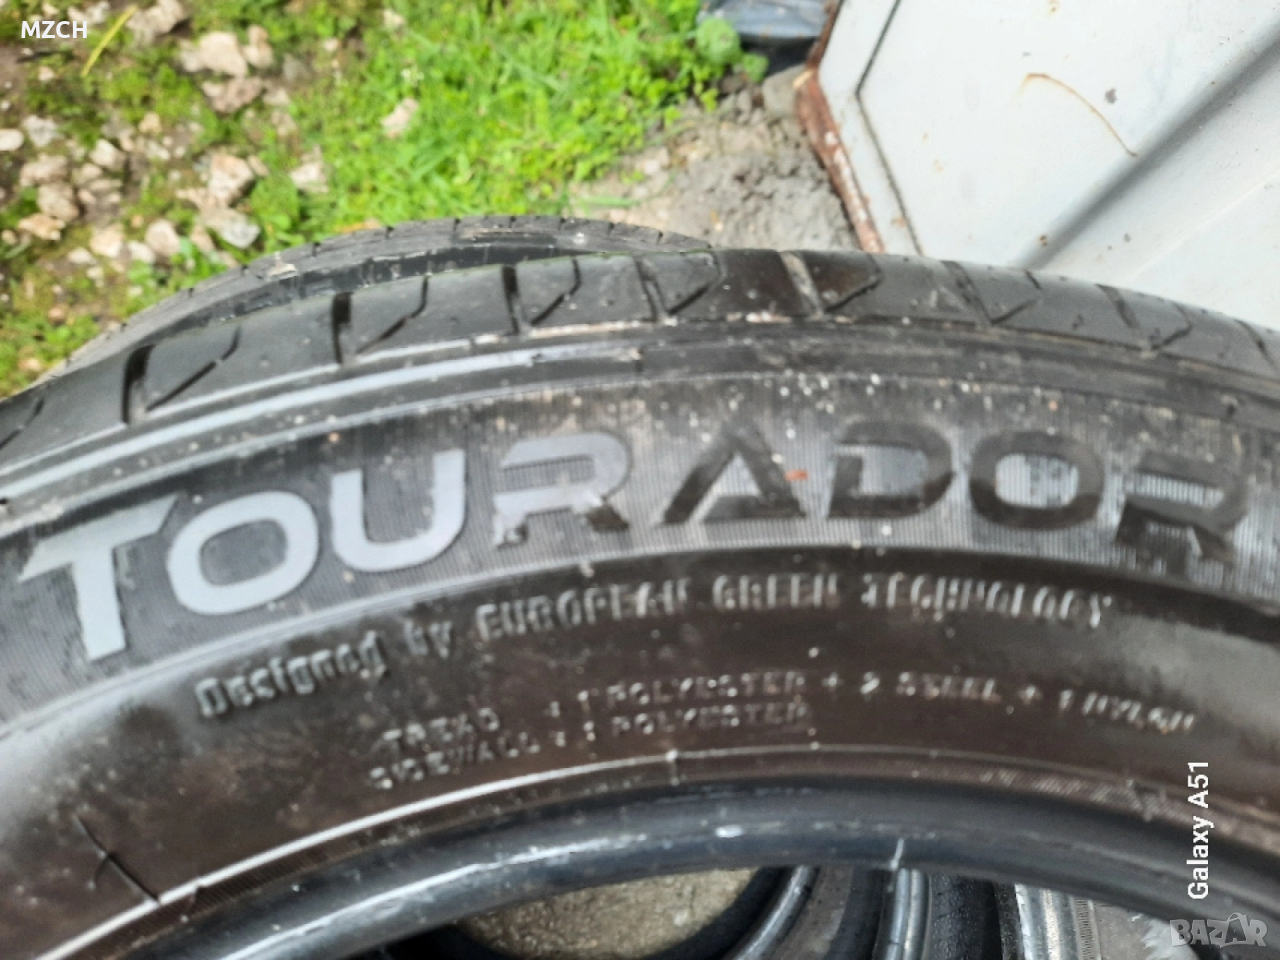 MZCH
TOURADOR
Designed by EUROPEAN GREEN TECHNOLOGY
TREAD : 1 POLYESTER + 2 STEEL + 1 NYLON
SIDEWALL : 1 POLYESTER
Galaxy A51
BAZAR